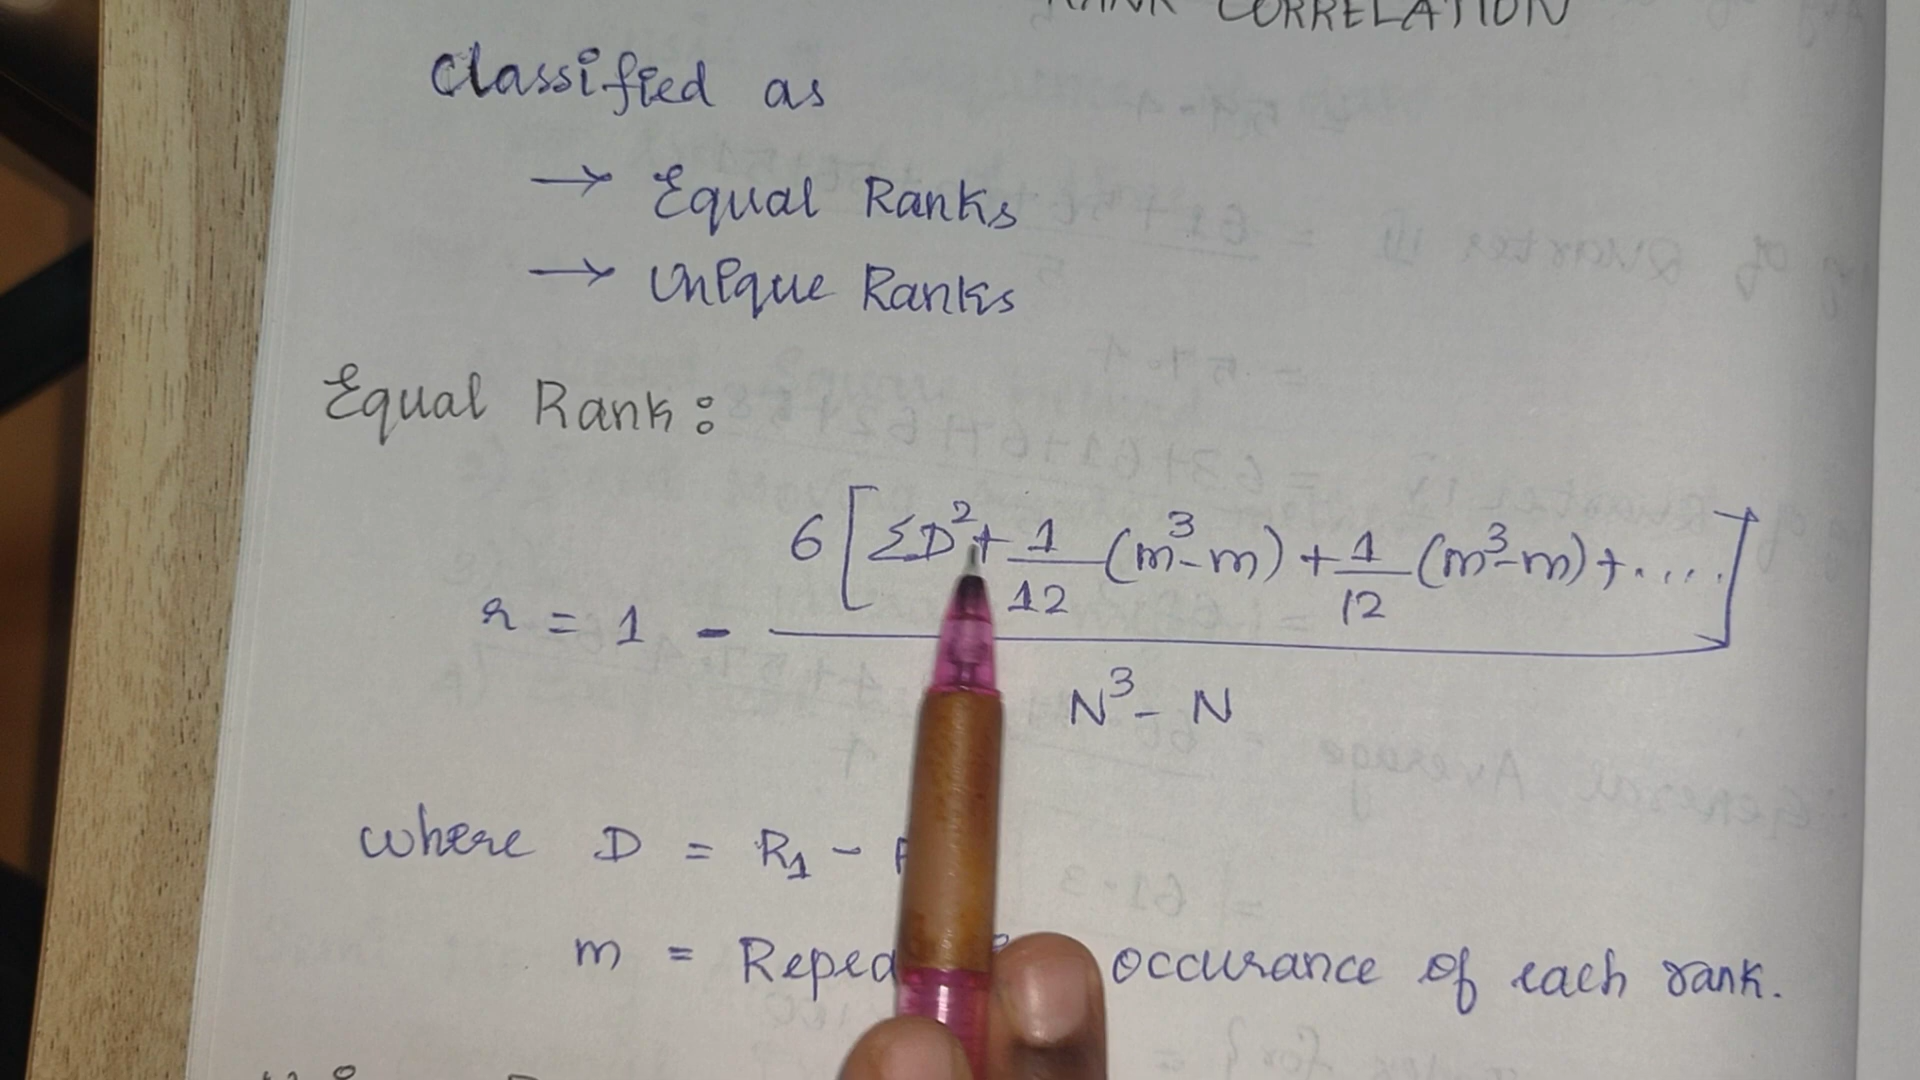 RANK CORRELATION
Classified as
→ Equal Ranks
→ Unique Ranks
Equal Rank:
r = 1 - 6[ΣD²+1/12(m³-m)+1/12(m³-m)+....]/N³-N
where D = R₁ -
m = occurance of each rank.